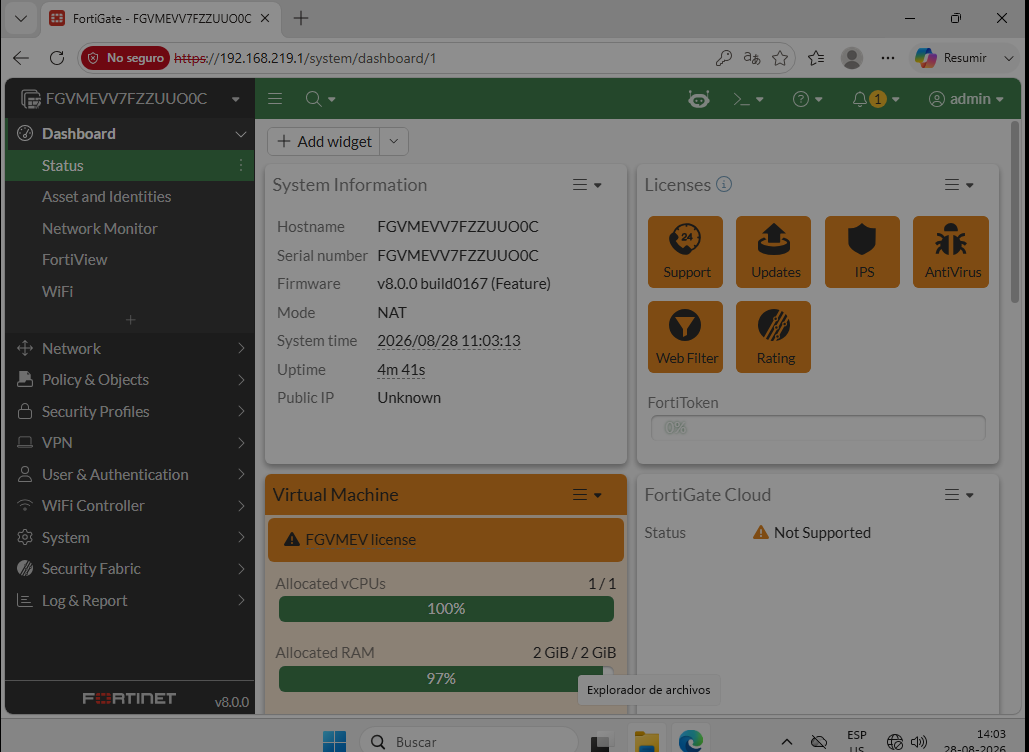 FortiGate - FGVMEVV7FZZUUO0C
No seguro https://192.168.219.1/system/dashboard/1
Resumir
FGVMEVV7FZZUUO0C
1
admin
Dashboard
Status
Asset and Identities
Network Monitor
FortiView
WiFi
Network
Policy & Objects
Security Profiles
VPN
User & Authentication
WiFi Controller
System
Security Fabric
Log & Report
FORTINET v8.0.0
Add widget
System Information
Hostname FGVMEVV7FZZUUO0C
Serial number FGVMEVV7FZZUUO0C
Firmware v8.0.0 build0167 (Feature)
Mode NAT
System time 2026/08/28 11:03:13
Uptime 4m 41s
Public IP Unknown
Licenses
24
Support Updates IPS AntiVirus
Web Filter Rating
FortiToken
0%
Virtual Machine
FGVMEV license
Allocated vCPUs 1 / 1
100%
Allocated RAM 2 GiB / 2 GiB
97%
FortiGate Cloud
Status Not Supported
Explorador de archivos
Buscar
ESP
US
14:03
28-08-2026